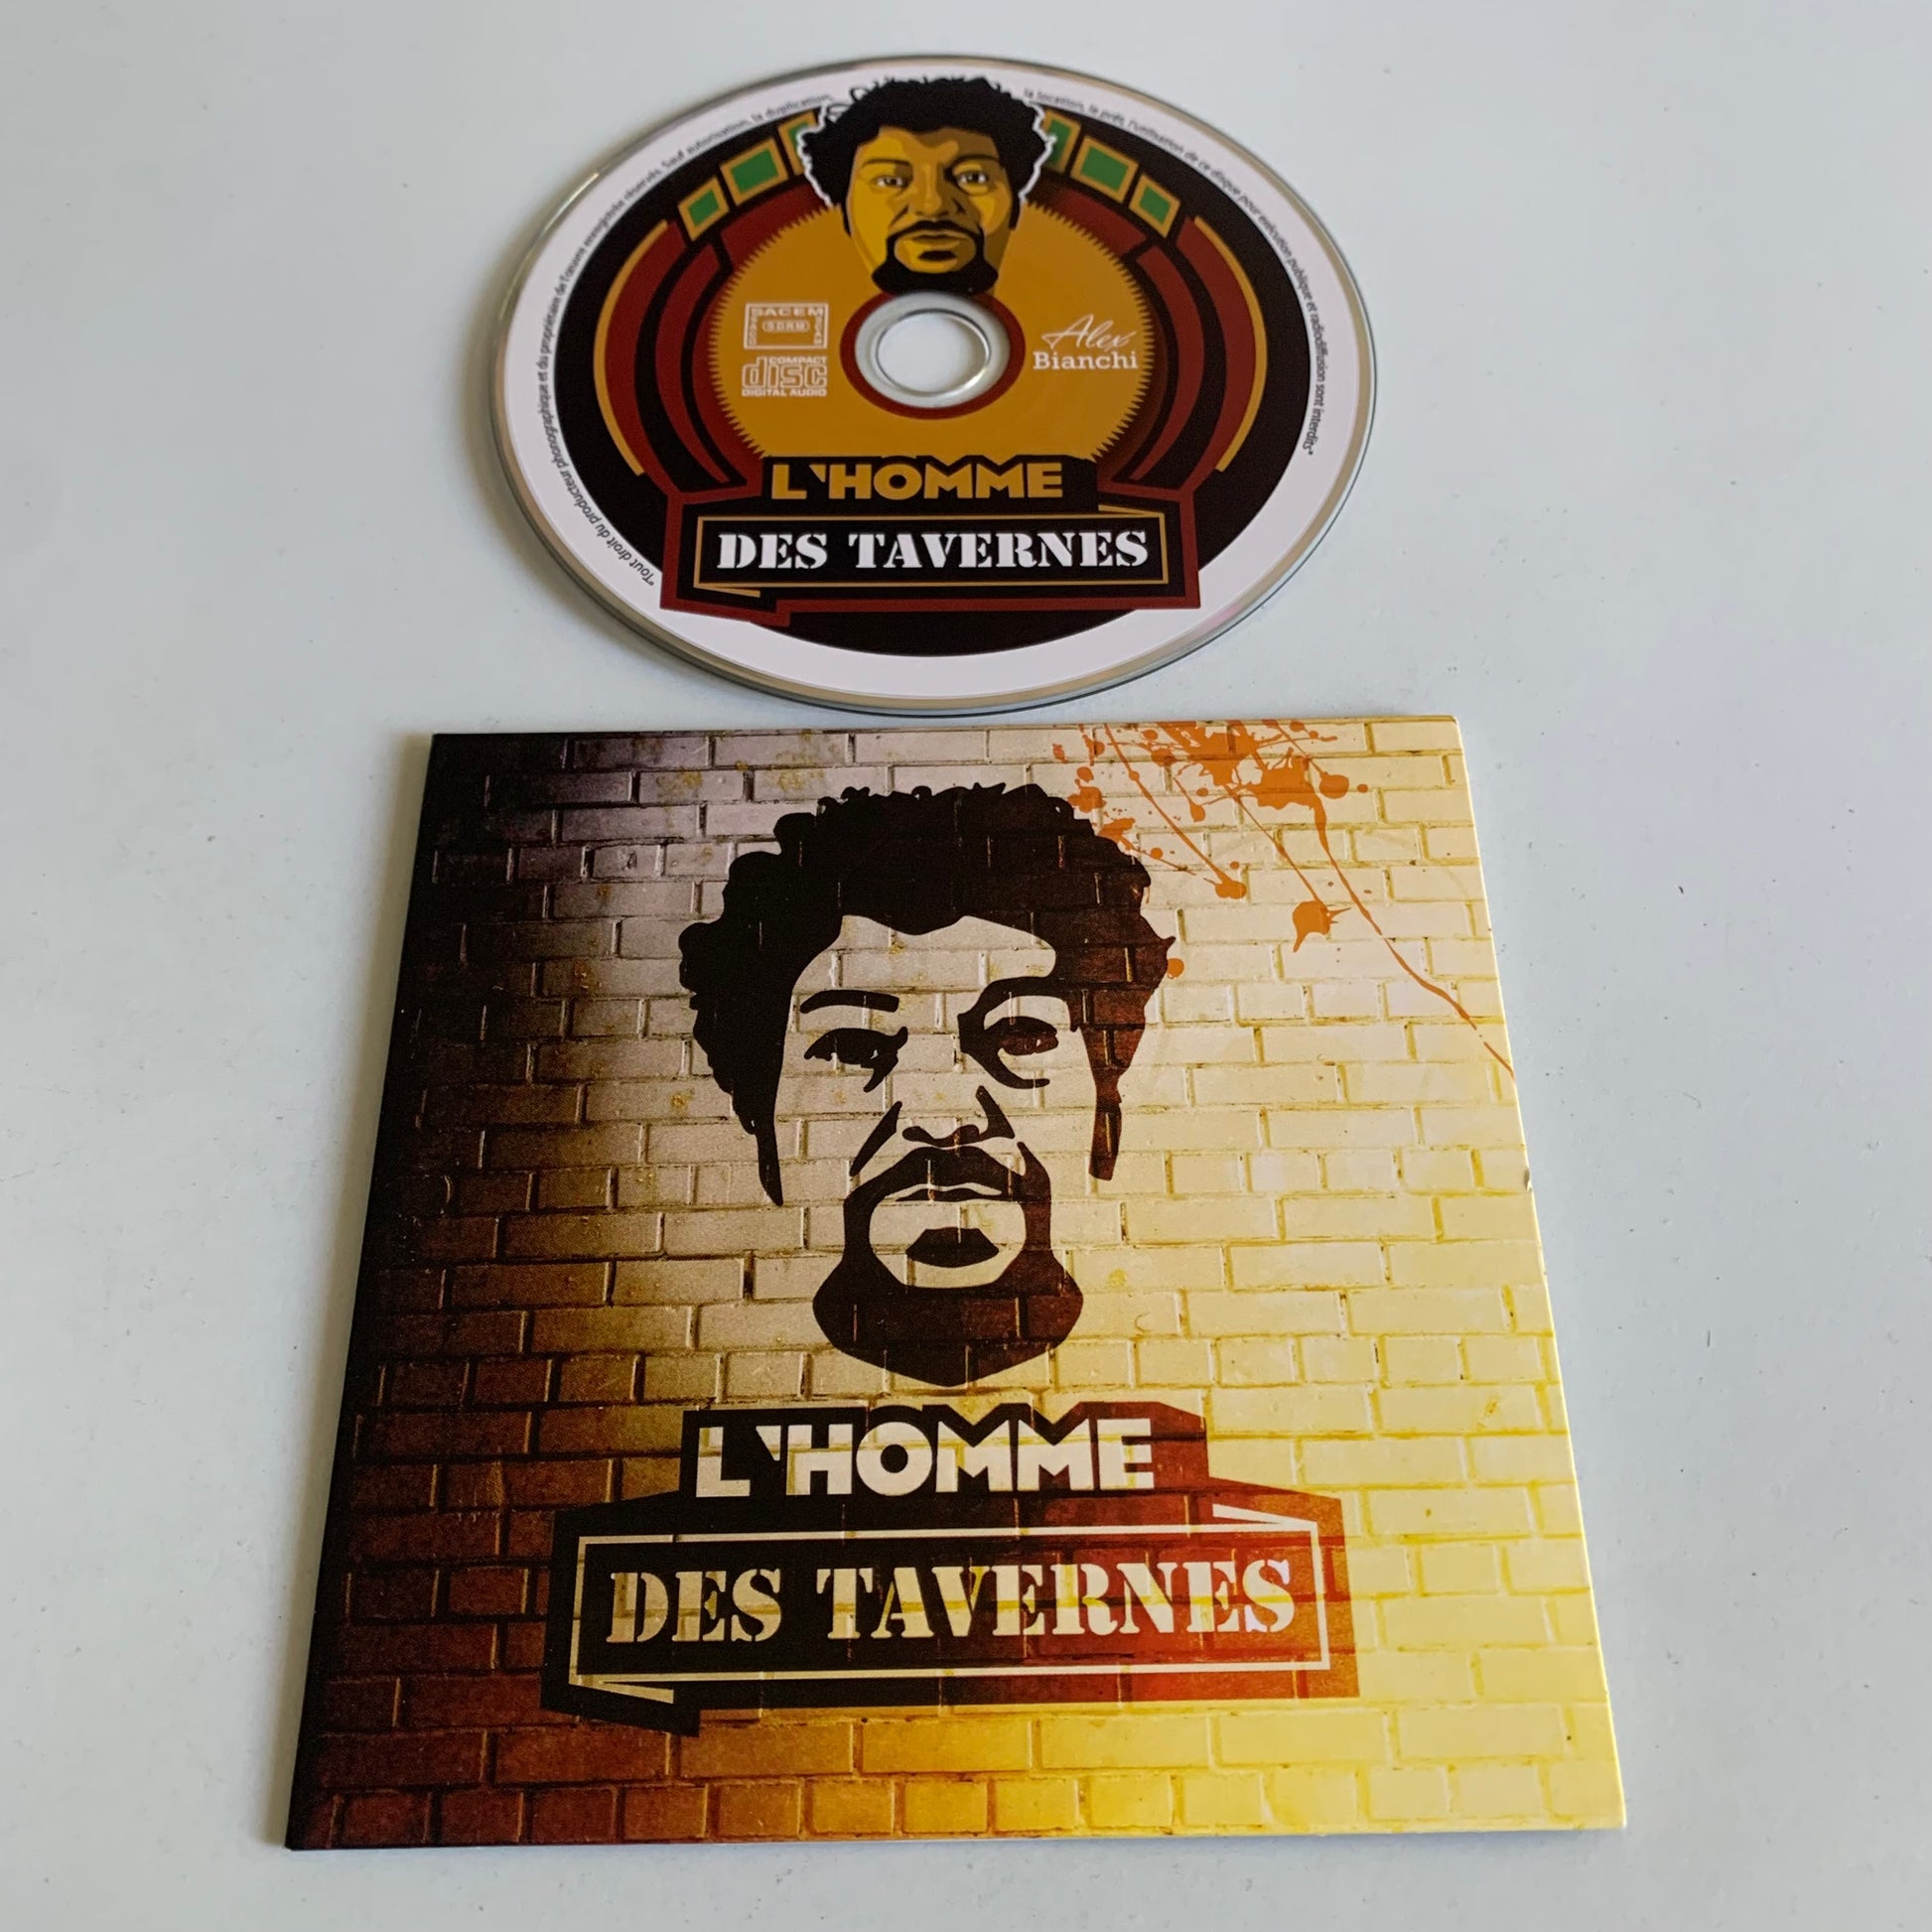 "Tout droit du producteur phonographique et du propriétaire de l'œuvre enregistrée réservés. Sauf autorisation, la duplication,
la location, le prêt, l'utilisation de ce disque pour exécution publique et radiodiffusion sont interdits"
SACEM
SDRM
COMPACT
disc
DIGITAL AUDIO
Alex
Bianchi
L'HOMME
DES TAVERNES
L'HOMME
DES TAVERNES